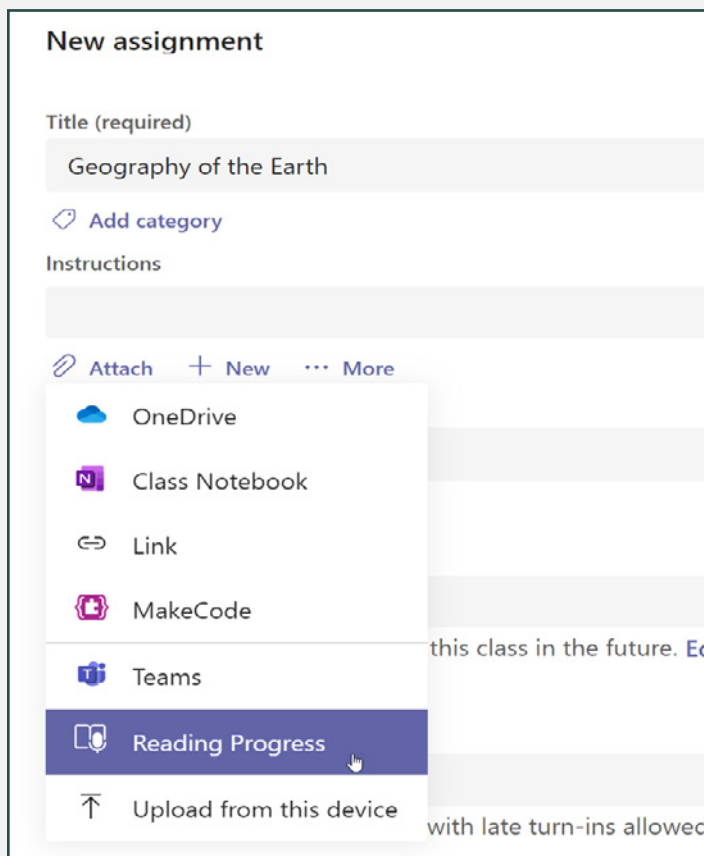 New assignment
Title (required)
Geography of the Earth
Add category
Instructions
Attach New ... More
OneDrive
Class Notebook
Link
MakeCode
this class in the future.
Teams
Reading Progress
Upload from this device
with late turn-ins allowed